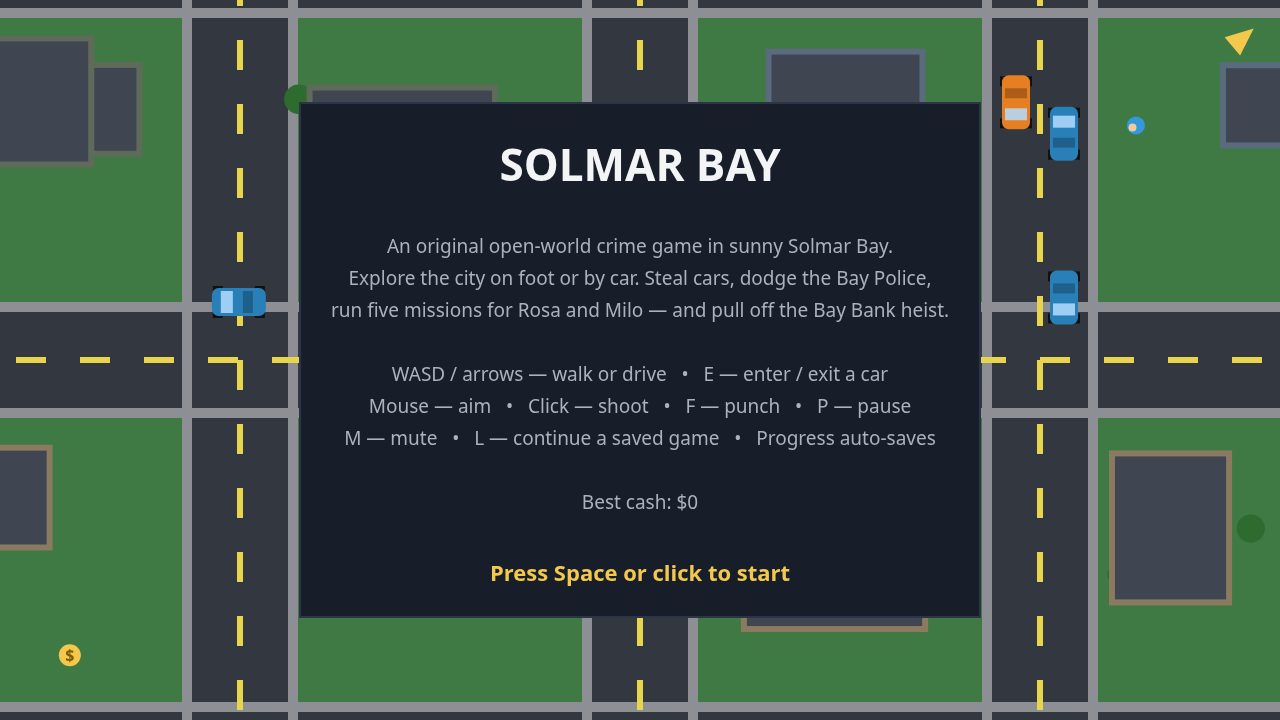 SOLMAR BAY
An original open-world crime game in sunny Solmar Bay.
Explore the city on foot or by car. Steal cars, dodge the Bay Police,
run five missions for Rosa and Milo — and pull off the Bay Bank heist.
WASD / arrows — walk or drive • E — enter / exit a car
Mouse — aim • Click — shoot • F — punch • P — pause
M — mute • L — continue a saved game • Progress auto-saves
Best cash: $0
Press Space or click to start
$